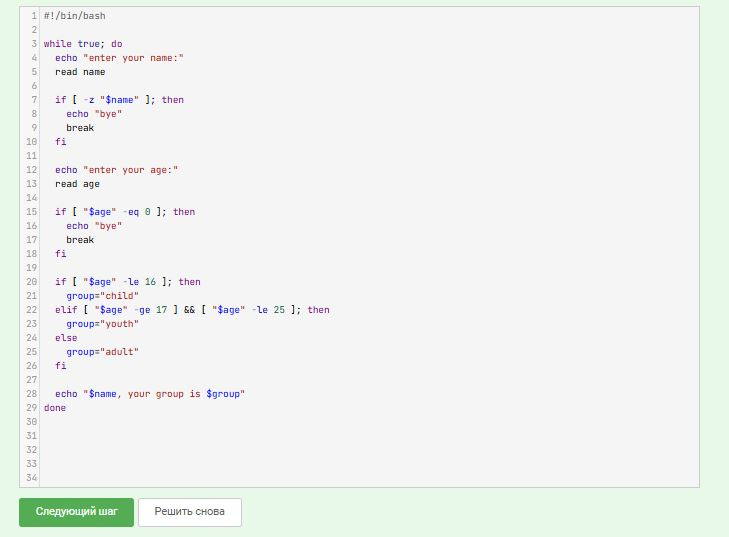 1 #!/bin/bash
2
3 while true; do
4   echo "enter your name:"
5   read name
6
7   if [ -z "$name" ]; then
8     echo "bye"
9     break
10   fi
11
12   echo "enter your age:"
13   read age
14
15   if [ "$age" -eq 0 ]; then
16     echo "bye"
17     break
18   fi
19
20   if [ "$age" -le 16 ]; then
21     group="child"
22   elif [ "$age" -ge 17 ] && [ "$age" -le 25 ]; then
23     group="youth"
24   else
25     group="adult"
26   fi
27
28   echo "$name, your group is $group"
29 done
30
31
32
33
34
Следующий шаг Решить снова